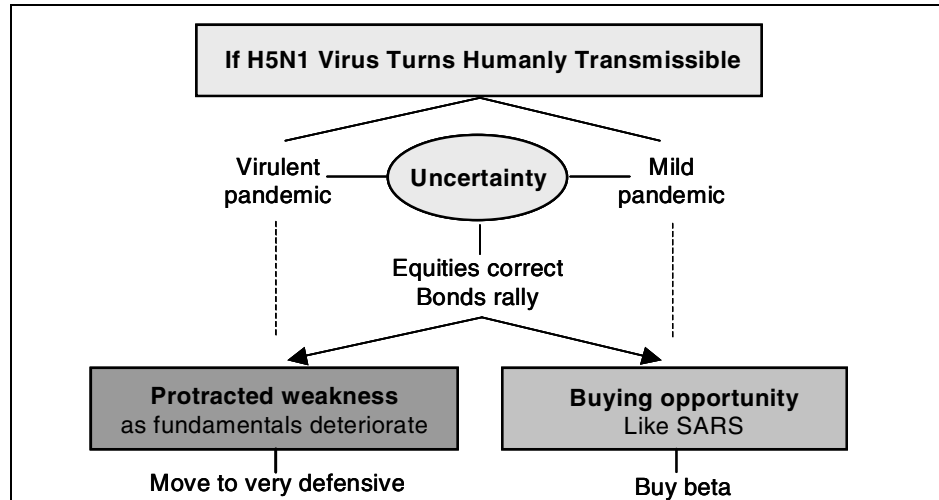 If H5N1 Virus Turns Humanly Transmissible
Virulent
pandemic
Uncertainty
Mild
pandemic
Equities correct
Bonds rally
Protracted weakness
as fundamentals deteriorate
Buying opportunity
Like SARS
Move to very defensive
Buy beta